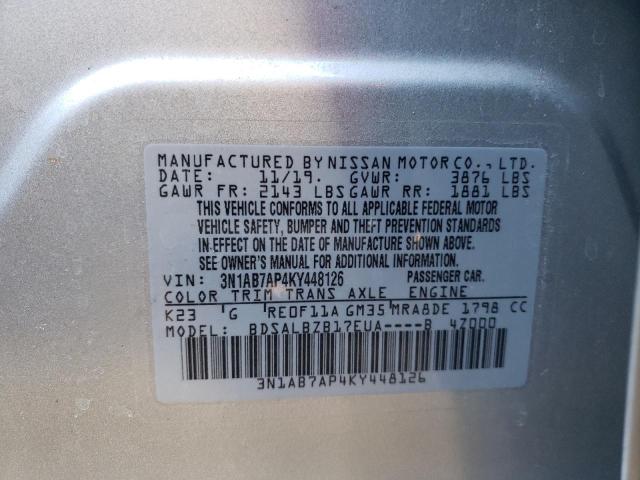 MANUFACTURED BY NISSAN MOTOR CO., LTD.
DATE: 11/19. GVWR: 3876 LBS
GAWR FR: 2143 LBS GAWR RR: 1881 LBS
THIS VEHICLE CONFORMS TO ALL APPLICABLE FEDERAL MOTOR
VEHICLE SAFETY, BUMPER AND THEFT PREVENTION STANDARDS
IN EFFECT ON THE DATE OF MANUFACTURE SHOWN ABOVE.
SEE OWNER'S MANUAL FOR ADDITIONAL INFORMATION.
VIN: 3N1AB7AP4KY448126 PASSENGER CAR.
COLOR TRIM TRANS AXLE ENGINE
K23 G RE0F11A GM35 MRA8DE 1798 CC
MODEL: BDSALBZB17EUA----B 4Z000
3N1AB7AP4KY448126